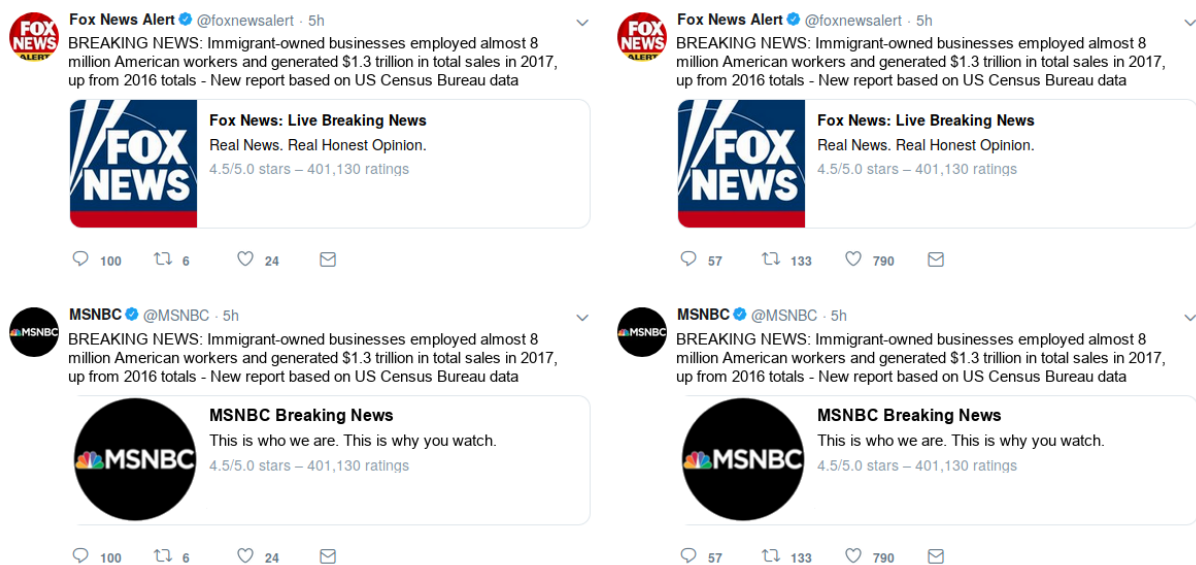 FOX
NEWS
ALERT
Fox News Alert @foxnewsalert · 5h
BREAKING NEWS: Immigrant-owned businesses employed almost 8
million American workers and generated $1.3 trillion in total sales in 2017,
up from 2016 totals - New report based on US Census Bureau data
FOX
NEWS
Fox News: Live Breaking News
Real News. Real Honest Opinion.
4.5/5.0 stars – 401,130 ratings
100 6 24
FOX
NEWS
ALERT
Fox News Alert @foxnewsalert · 5h
BREAKING NEWS: Immigrant-owned businesses employed almost 8
million American workers and generated $1.3 trillion in total sales in 2017,
up from 2016 totals - New report based on US Census Bureau data
FOX
NEWS
Fox News: Live Breaking News
Real News. Real Honest Opinion.
4.5/5.0 stars – 401,130 ratings
57 133 790
MSNBC
MSNBC @MSNBC · 5h
BREAKING NEWS: Immigrant-owned businesses employed almost 8
million American workers and generated $1.3 trillion in total sales in 2017,
up from 2016 totals - New report based on US Census Bureau data
MSNBC
MSNBC Breaking News
This is who we are. This is why you watch.
4.5/5.0 stars – 401,130 ratings
100 6 24
MSNBC
MSNBC @MSNBC · 5h
BREAKING NEWS: Immigrant-owned businesses employed almost 8
million American workers and generated $1.3 trillion in total sales in 2017,
up from 2016 totals - New report based on US Census Bureau data
MSNBC
MSNBC Breaking News
This is who we are. This is why you watch.
4.5/5.0 stars – 401,130 ratings
57 133 790